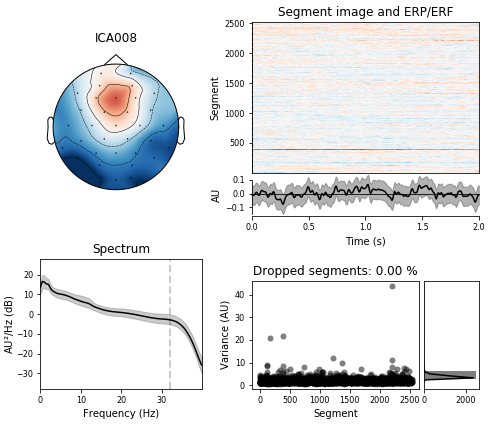 ICA008
Segment image and ERP/ERF
Segment
2500
2000
1500
1000
500
AU
0.1
0.0
−0.1
0.0 0.5 1.0 1.5 2.0
Time (s)
Spectrum
AU²/Hz (dB)
20
10
0
−10
−20
−30
0 10 20 30
Frequency (Hz)
Dropped segments: 0.00 %
Variance (AU)
40
30
20
10
0
0 500 1000 1500 2000 2500
Segment
0 2000